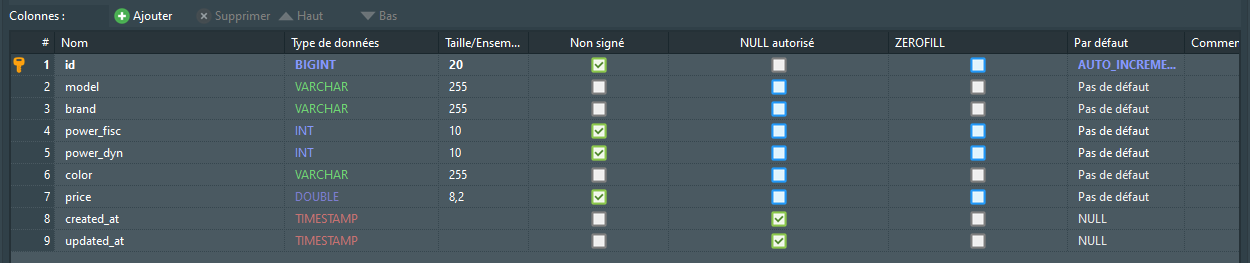 Colonnes : Ajouter Supprimer Haut Bas
# Nom Type de données Taille/Ensem... Non signé NULL autorisé ZEROFILL Par défaut Commen
1 id BIGINT 20 AUTO_INCREME...
2 model VARCHAR 255 Pas de défaut
3 brand VARCHAR 255 Pas de défaut
4 power_fisc INT 10 Pas de défaut
5 power_dyn INT 10 Pas de défaut
6 color VARCHAR 255 Pas de défaut
7 price DOUBLE 8,2 Pas de défaut
8 created_at TIMESTAMP NULL
9 updated_at TIMESTAMP NULL